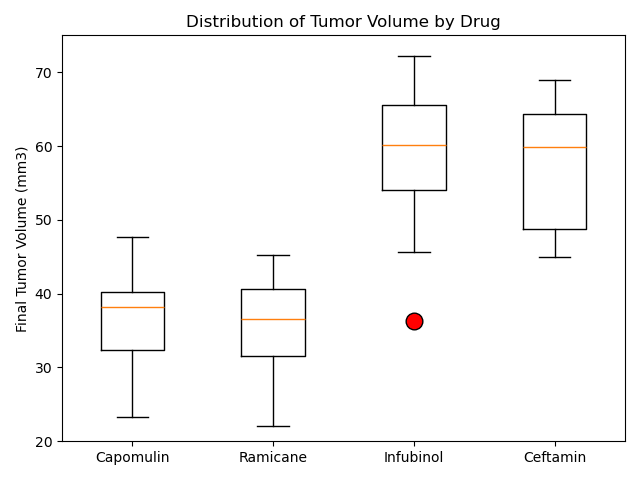 Distribution of Tumor Volume by Drug
Final Tumor Volume (mm3)
70
60
50
40
30
20
Capomulin Ramicane Infubinol Ceftamin